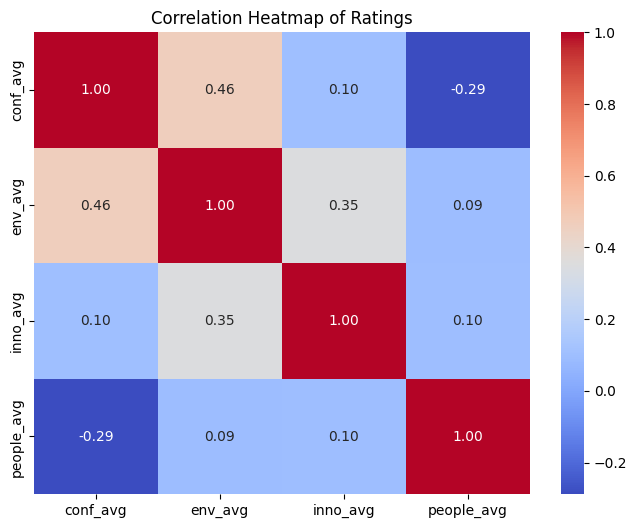 Correlation Heatmap of Ratings
conf_avg 1.00 0.46 0.10 -0.29
env_avg 0.46 1.00 0.35 0.09
inno_avg 0.10 0.35 1.00 0.10
people_avg -0.29 0.09 0.10 1.00
conf_avg env_avg inno_avg people_avg
1.0
0.8
0.6
0.4
0.2
0.0
−0.2